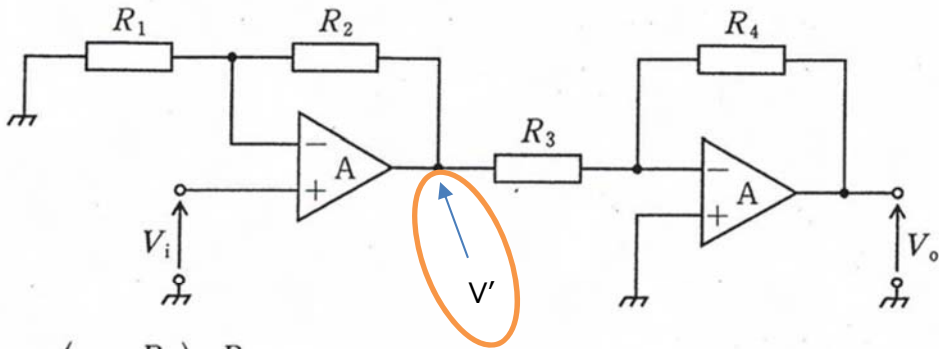 R₁ R₂ R₄
R₃
A A
− −
+ +
Vᵢ V' Vₒ